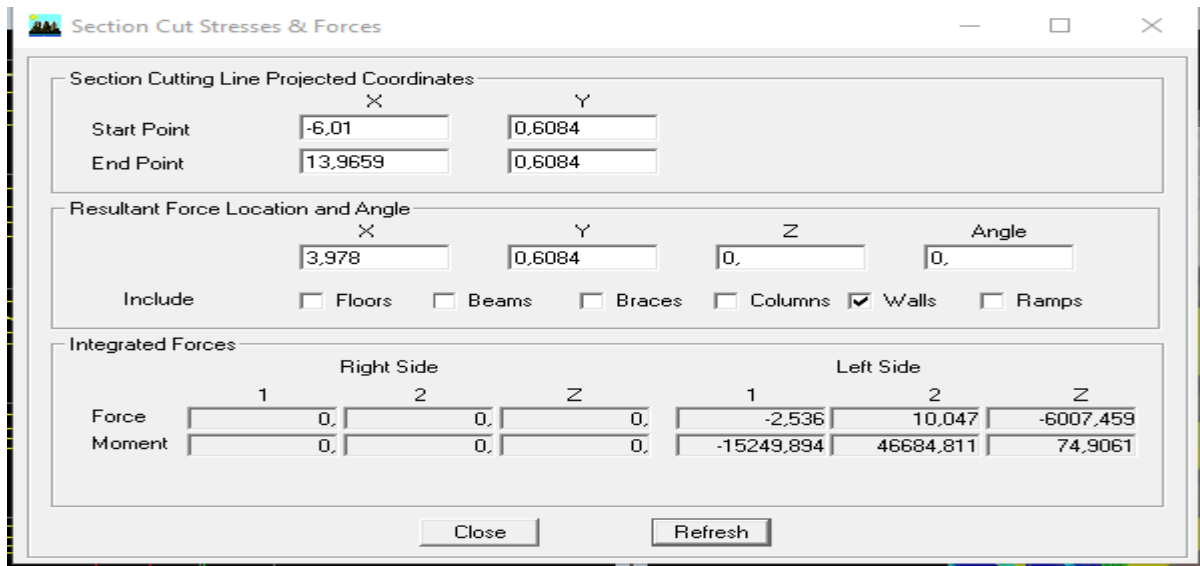 Section Cut Stresses & Forces
Section Cutting Line Projected Coordinates
X Y
Start Point -6,01 0,6084
End Point 13,9659 0,6084
Resultant Force Location and Angle
X Y Z Angle
3,978 0,6084 0, 0,
Include Floors Beams Braces Columns Walls Ramps
Integrated Forces
Right Side Left Side
1 2 Z 1 2 Z
Force 0, 0, 0, -2,536 10,047 -6007,459
Moment 0, 0, 0, -15249,894 46684,811 74,9061
Close Refresh